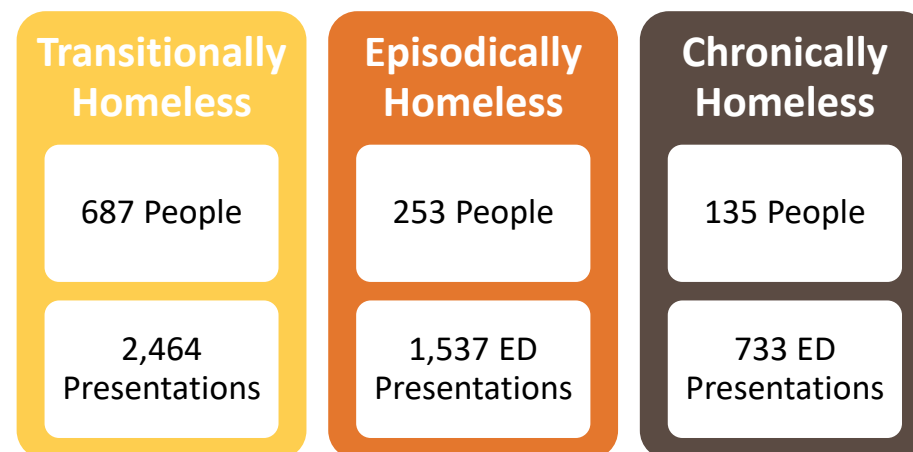 Transitionally
Homeless
687 People
2,464
Presentations
Episodically
Homeless
253 People
1,537 ED
Presentations
Chronically
Homeless
135 People
733 ED
Presentations